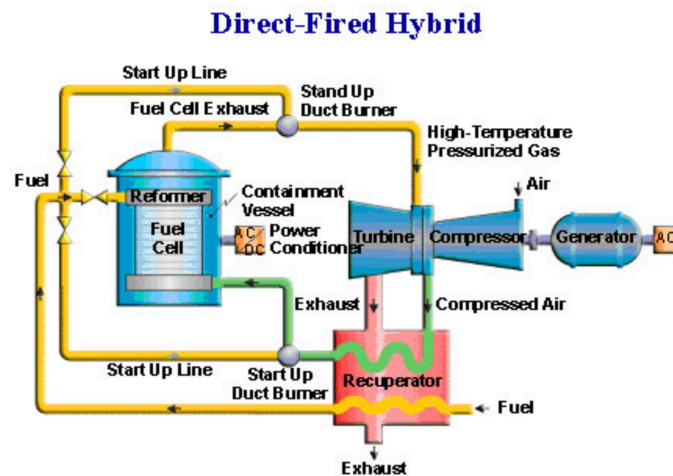 Direct-Fired Hybrid
Start Up Line
Stand Up
Duct Burner
Fuel Cell Exhaust
High-Temperature
Pressurized Gas
Fuel
Air
Reformer
Containment
Vessel
Fuel
Cell
AC
DC
Power
Conditioner
Turbine
Compressor
Generator
AC
Exhaust
Compressed Air
Start Up Line
Start Up
Duct Burner
Recuperator
Fuel
Exhaust